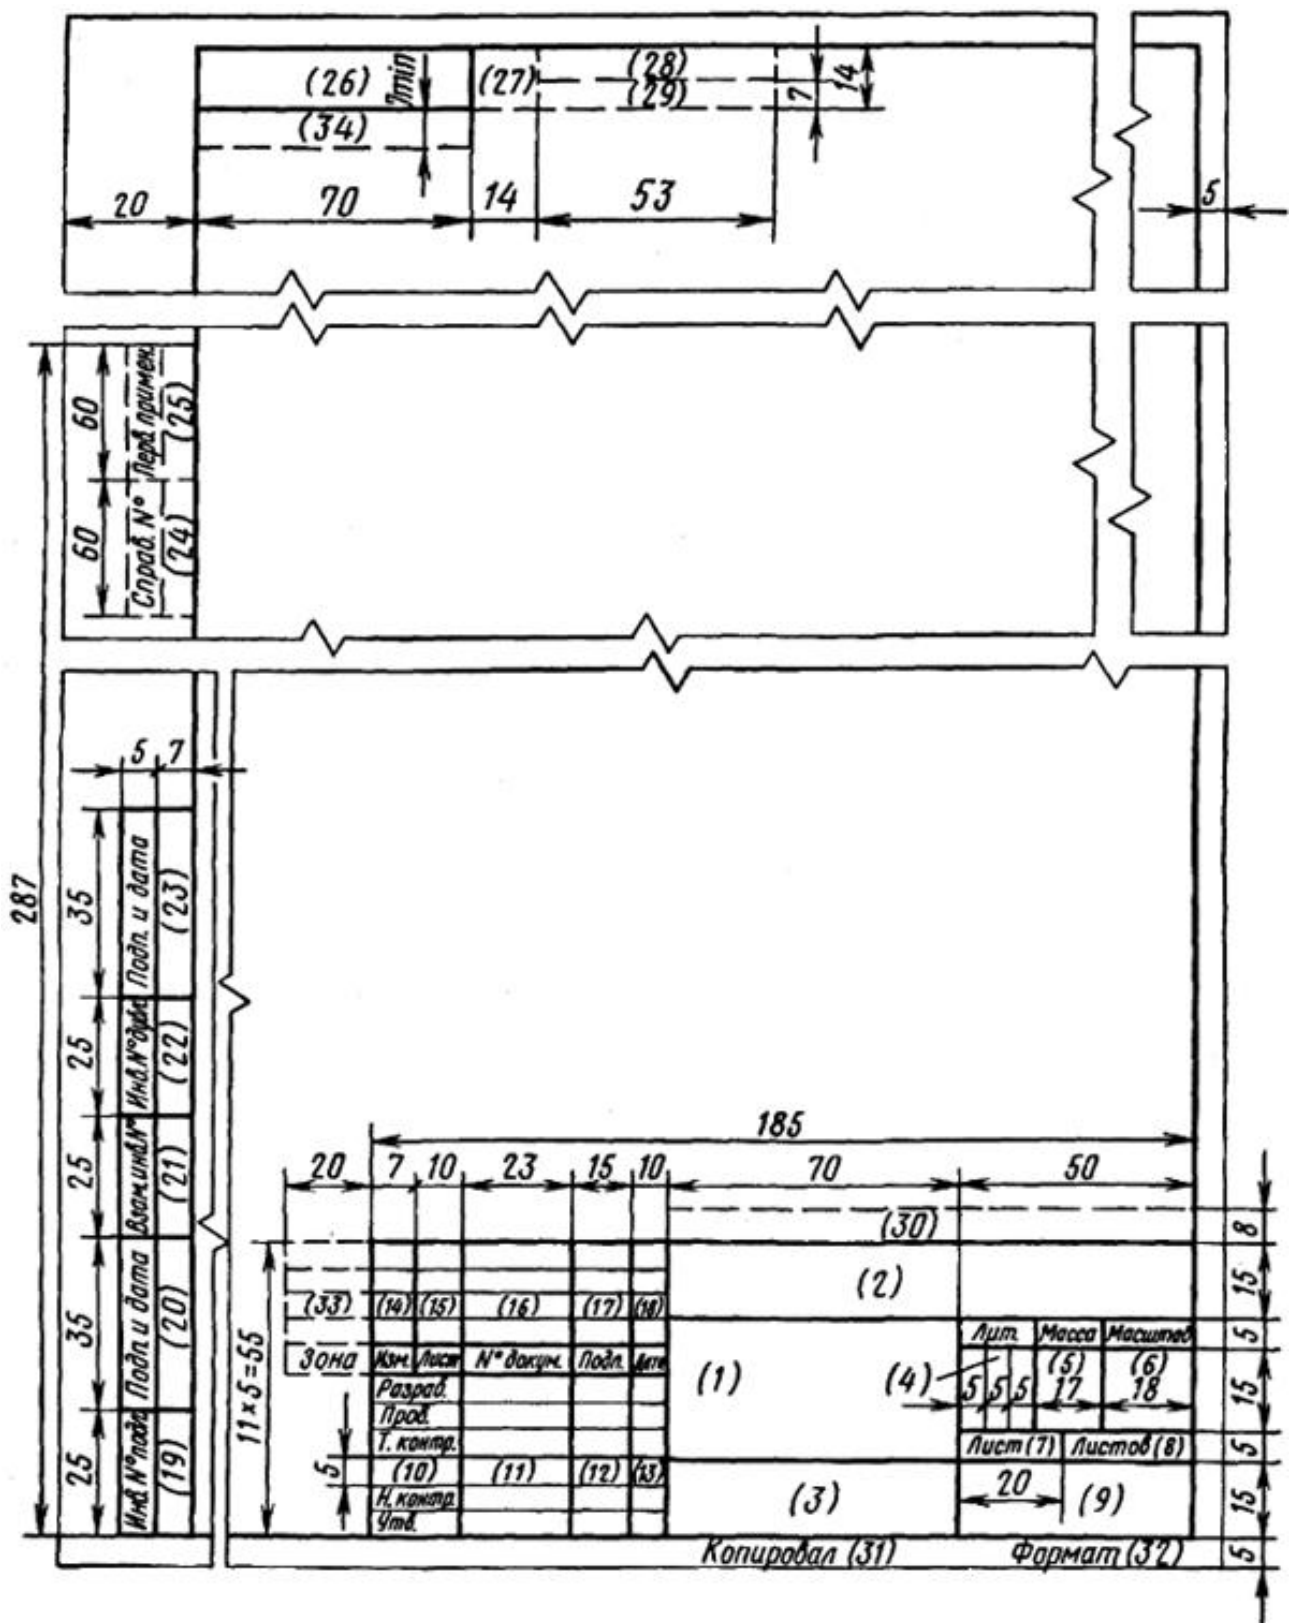 (26) 7min (27) (28)
(29) 7 14
(34)
20 70 14 53 5
60 Перв. примен. (25)
60 Справ. № (24)
287
5 7
35 Подп. и дата (23)
25 Инв.№дубл (22)
25 Взам.инв.№ (21)
35 Подп. и дата (20)
25 Инв.№подл (19)
185
20 7 10 23 15 10 70 50
(30) 8
(2) 15
(33) (14) (15) (16) (17) (18)
Лит. Масса Масштаб 5
Зона Изм. Лист № докум. Подп. Дата
(1) (4) (5) (6)
5 5 5 17 18 15
11×5=55
Разраб.
Пров.
Т. контр.
Лист (7) Листов (8) 5
5 (10) (11) (12) (13)
(3) 20 (9) 15
Н. контр.
Утв.
Копировал (31) Формат (32) 5